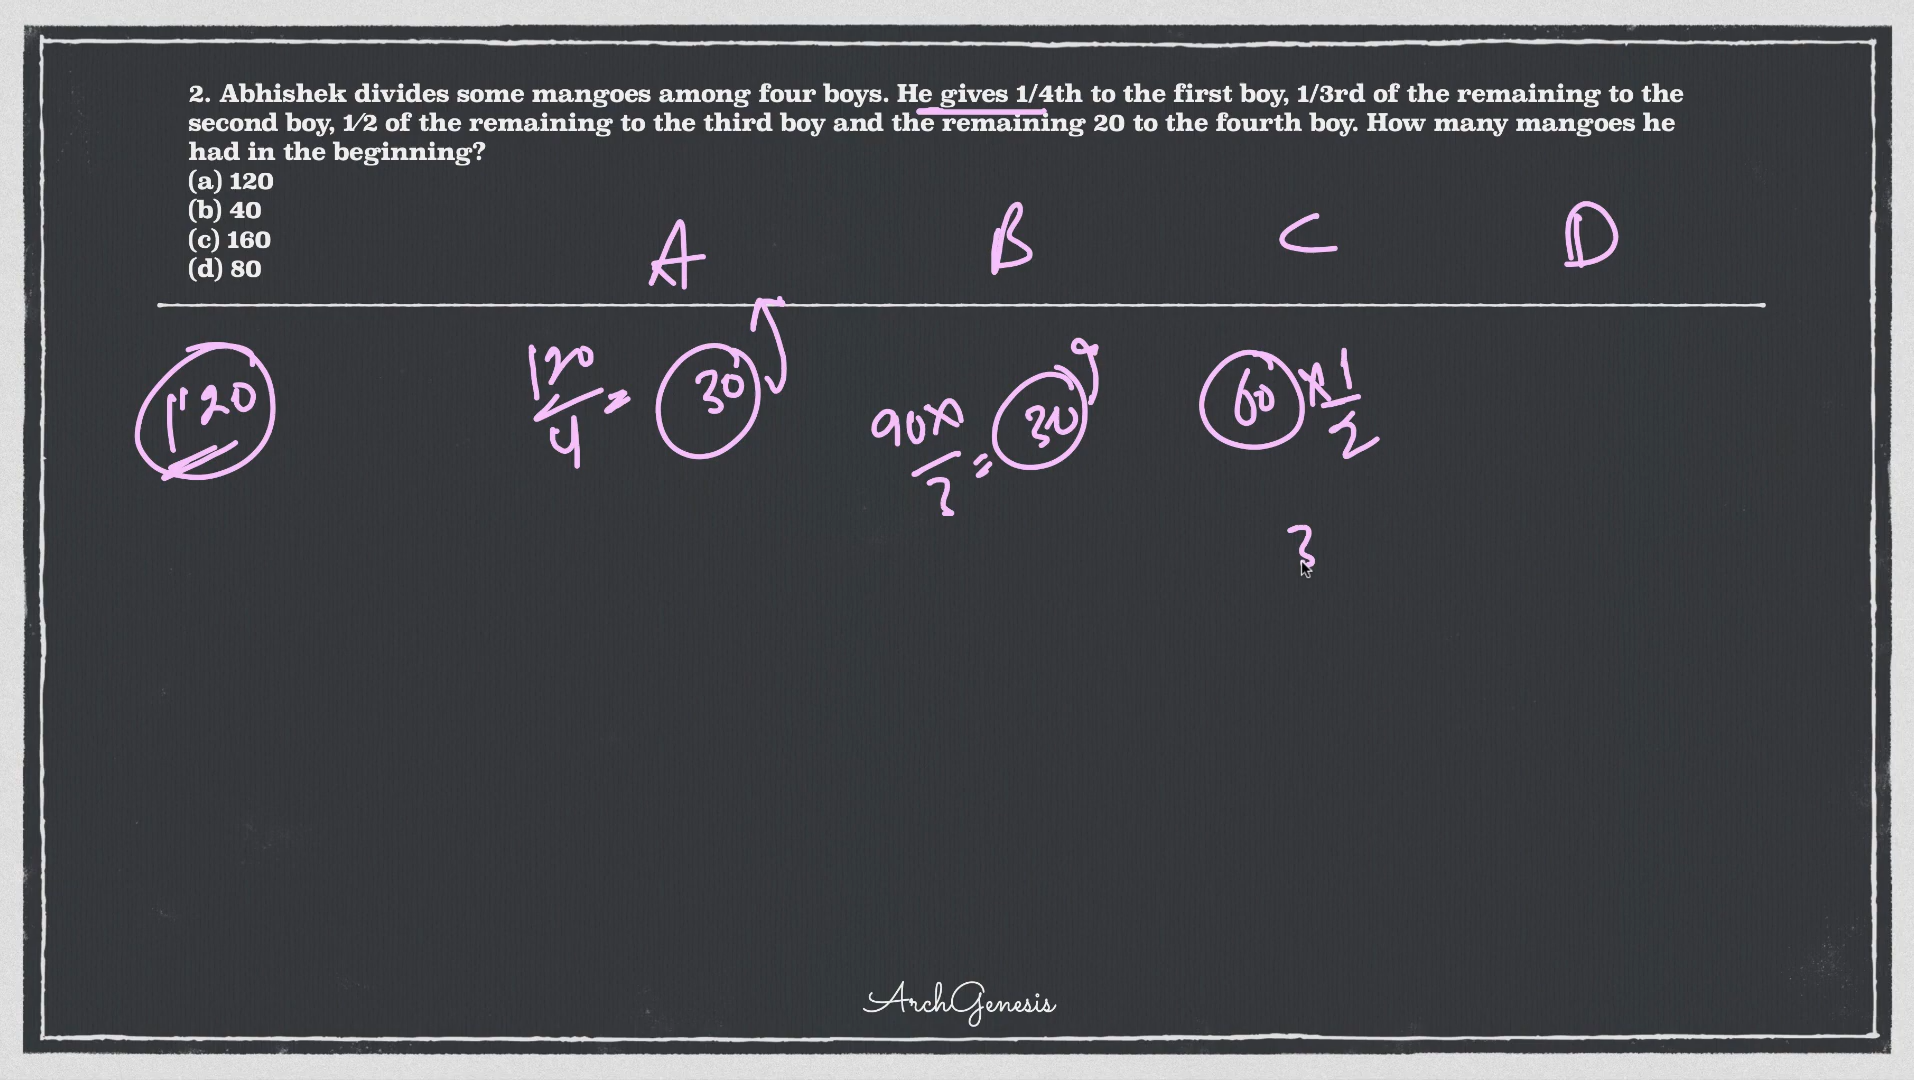 2. Abhishek divides some mangoes among four boys. He gives 1/4th to the first boy, 1/3rd of the remaining to the
second boy, 1/2 of the remaining to the third boy and the remaining 20 to the fourth boy. How many mangoes he
had in the beginning?
(a) 120
(b) 40
(c) 160
(d) 80
A B C D
120
120/4 = 30
90x/3 = 30
60 x 1/2
3
ArchGenesis